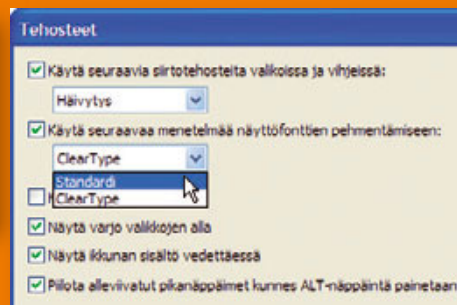 Tehosteet
Käytä seuraavia siirtotehosteita valikoissa ja vihjeissä:
Häivytys
Käytä seuraavaa menetelmää näyttöfonttien pehmentämiseen:
ClearType
Standardi
ClearType
Näytä varjo valikkojen alla
Näytä ikkunan sisältö vedettäessä
Piilota alleviivatut pikanäppäimet kunnes ALT-näppäintä painetaan